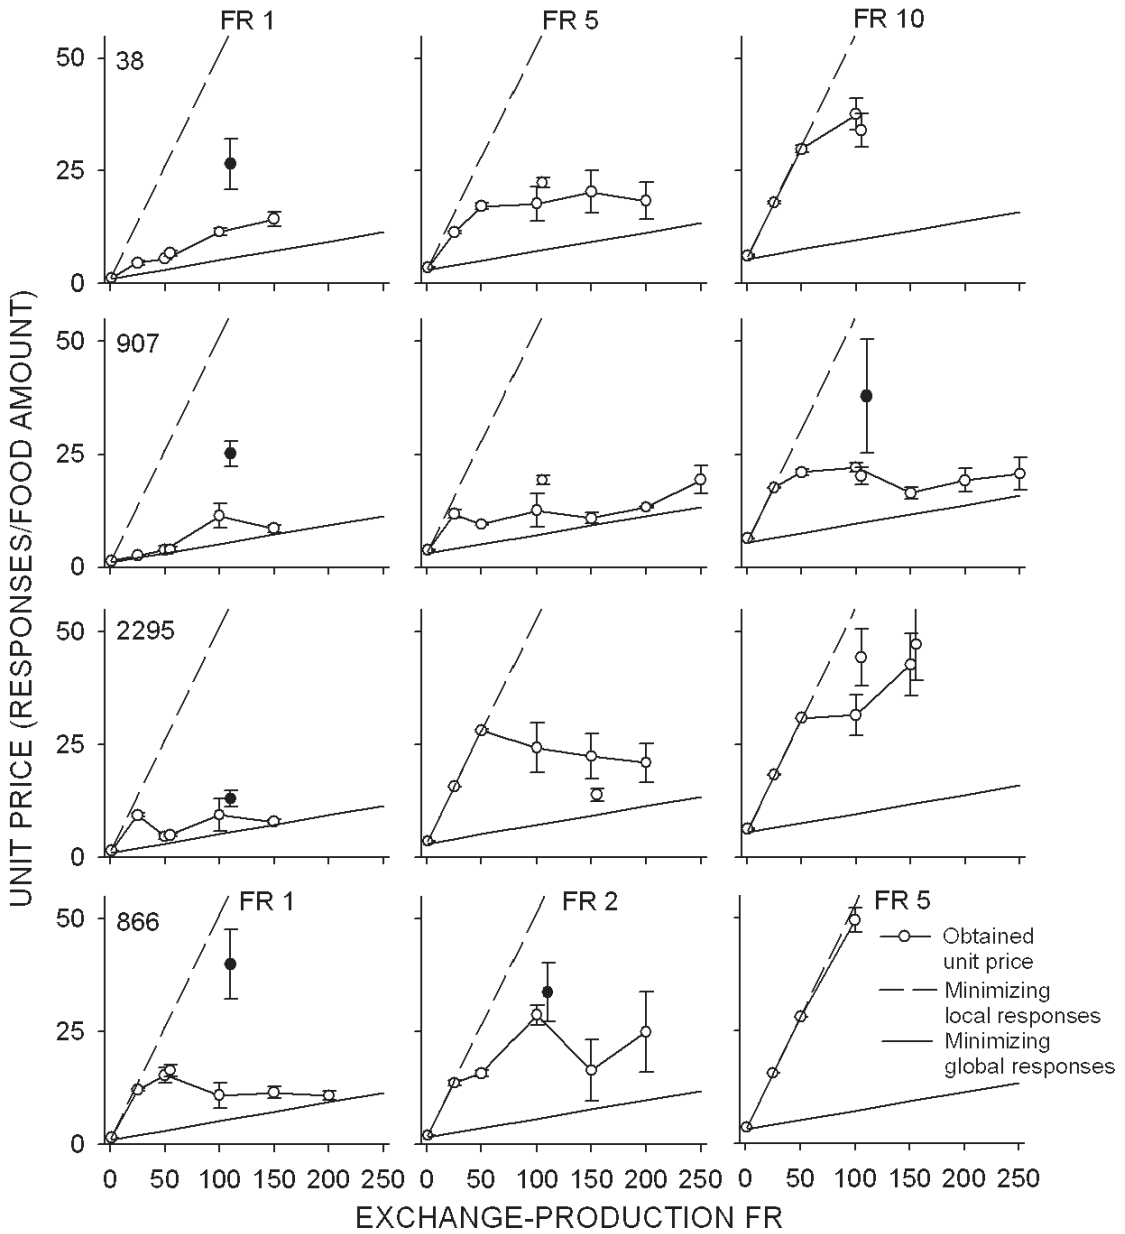 FR 1 FR 5 FR 10
50 38
25
0
50 907
25
0
50 2295
25
0
FR 1 FR 2 FR 5
50 866
25
0
Obtained
unit price
Minimizing
local responses
Minimizing
global responses
0 50 100 150 200 250 0 50 100 150 200 250 0 50 100 150 200 250
EXCHANGE-PRODUCTION FR
UNIT PRICE (RESPONSES/FOOD AMOUNT)